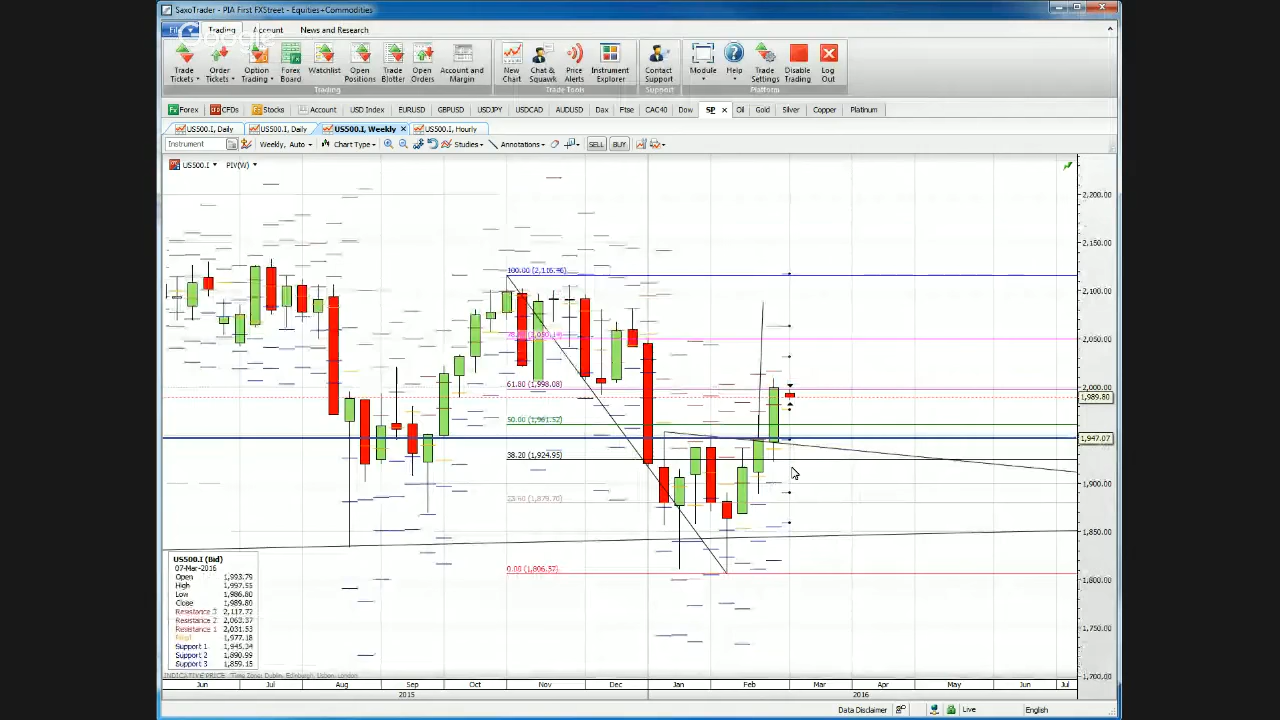 SaxoTrader - PIA First FXStreet - Equities+Commodities
File Trading Account News and Research
Google
Trade Tickets Order Tickets Option Trading Forex Board Watchlist Open Positions Trade Blotter Open Orders Account and Margin New Chart Chat & Squawk Price Alerts Instrument Explorer Contact Support Module Help Trade Settings Disable Trading Log Out
Trading Trade Tools Support Platform
Forex CFDs Stocks Account USD Index EURUSD GBPUSD USDJPY USDCAD AUDUSD Dax Ftse CAC40 Dow SP Oil Gold Silver Copper Platinum
US500.I, Daily US500.I, Daily US500.I, Weekly US500.I, Hourly
Instrument Weekly, Auto Chart Type Studies Annotations SELL BUY
US500.I PIV(W)
2,200.00
2,150.00
100.00 (2,116.48)
2,100.00
2,050.00
61.80 (1,998.08)
2,000.00
1,989.80
50.00 (1,961.52)
1,947.07
38.20 (1,924.95)
23.60 (1,879.70)
1,900.00
1,850.00
0.00 (1,806.37)
1,800.00
1,750.00
1,700.00
US500.I (Bid)
07-Mar-2016
Open 1,993.79
High 1,997.55
Low 1,986.80
Close 1,989.80
Resistance 3 2,117.72
Resistance 2 2,063.37
Resistance 1 2,031.53
1,977.18
Support 1 1,945.34
Support 2 1,890.99
Support 3 1,859.15
INDICATIVE PRICE Time Zone: Dublin, Edinburgh, Lisbon, London
Jun Jul Aug Sep Oct Nov Dec Jan Feb Mar Apr May Jun Jul
2015 2016
Data Disclaimer Live English